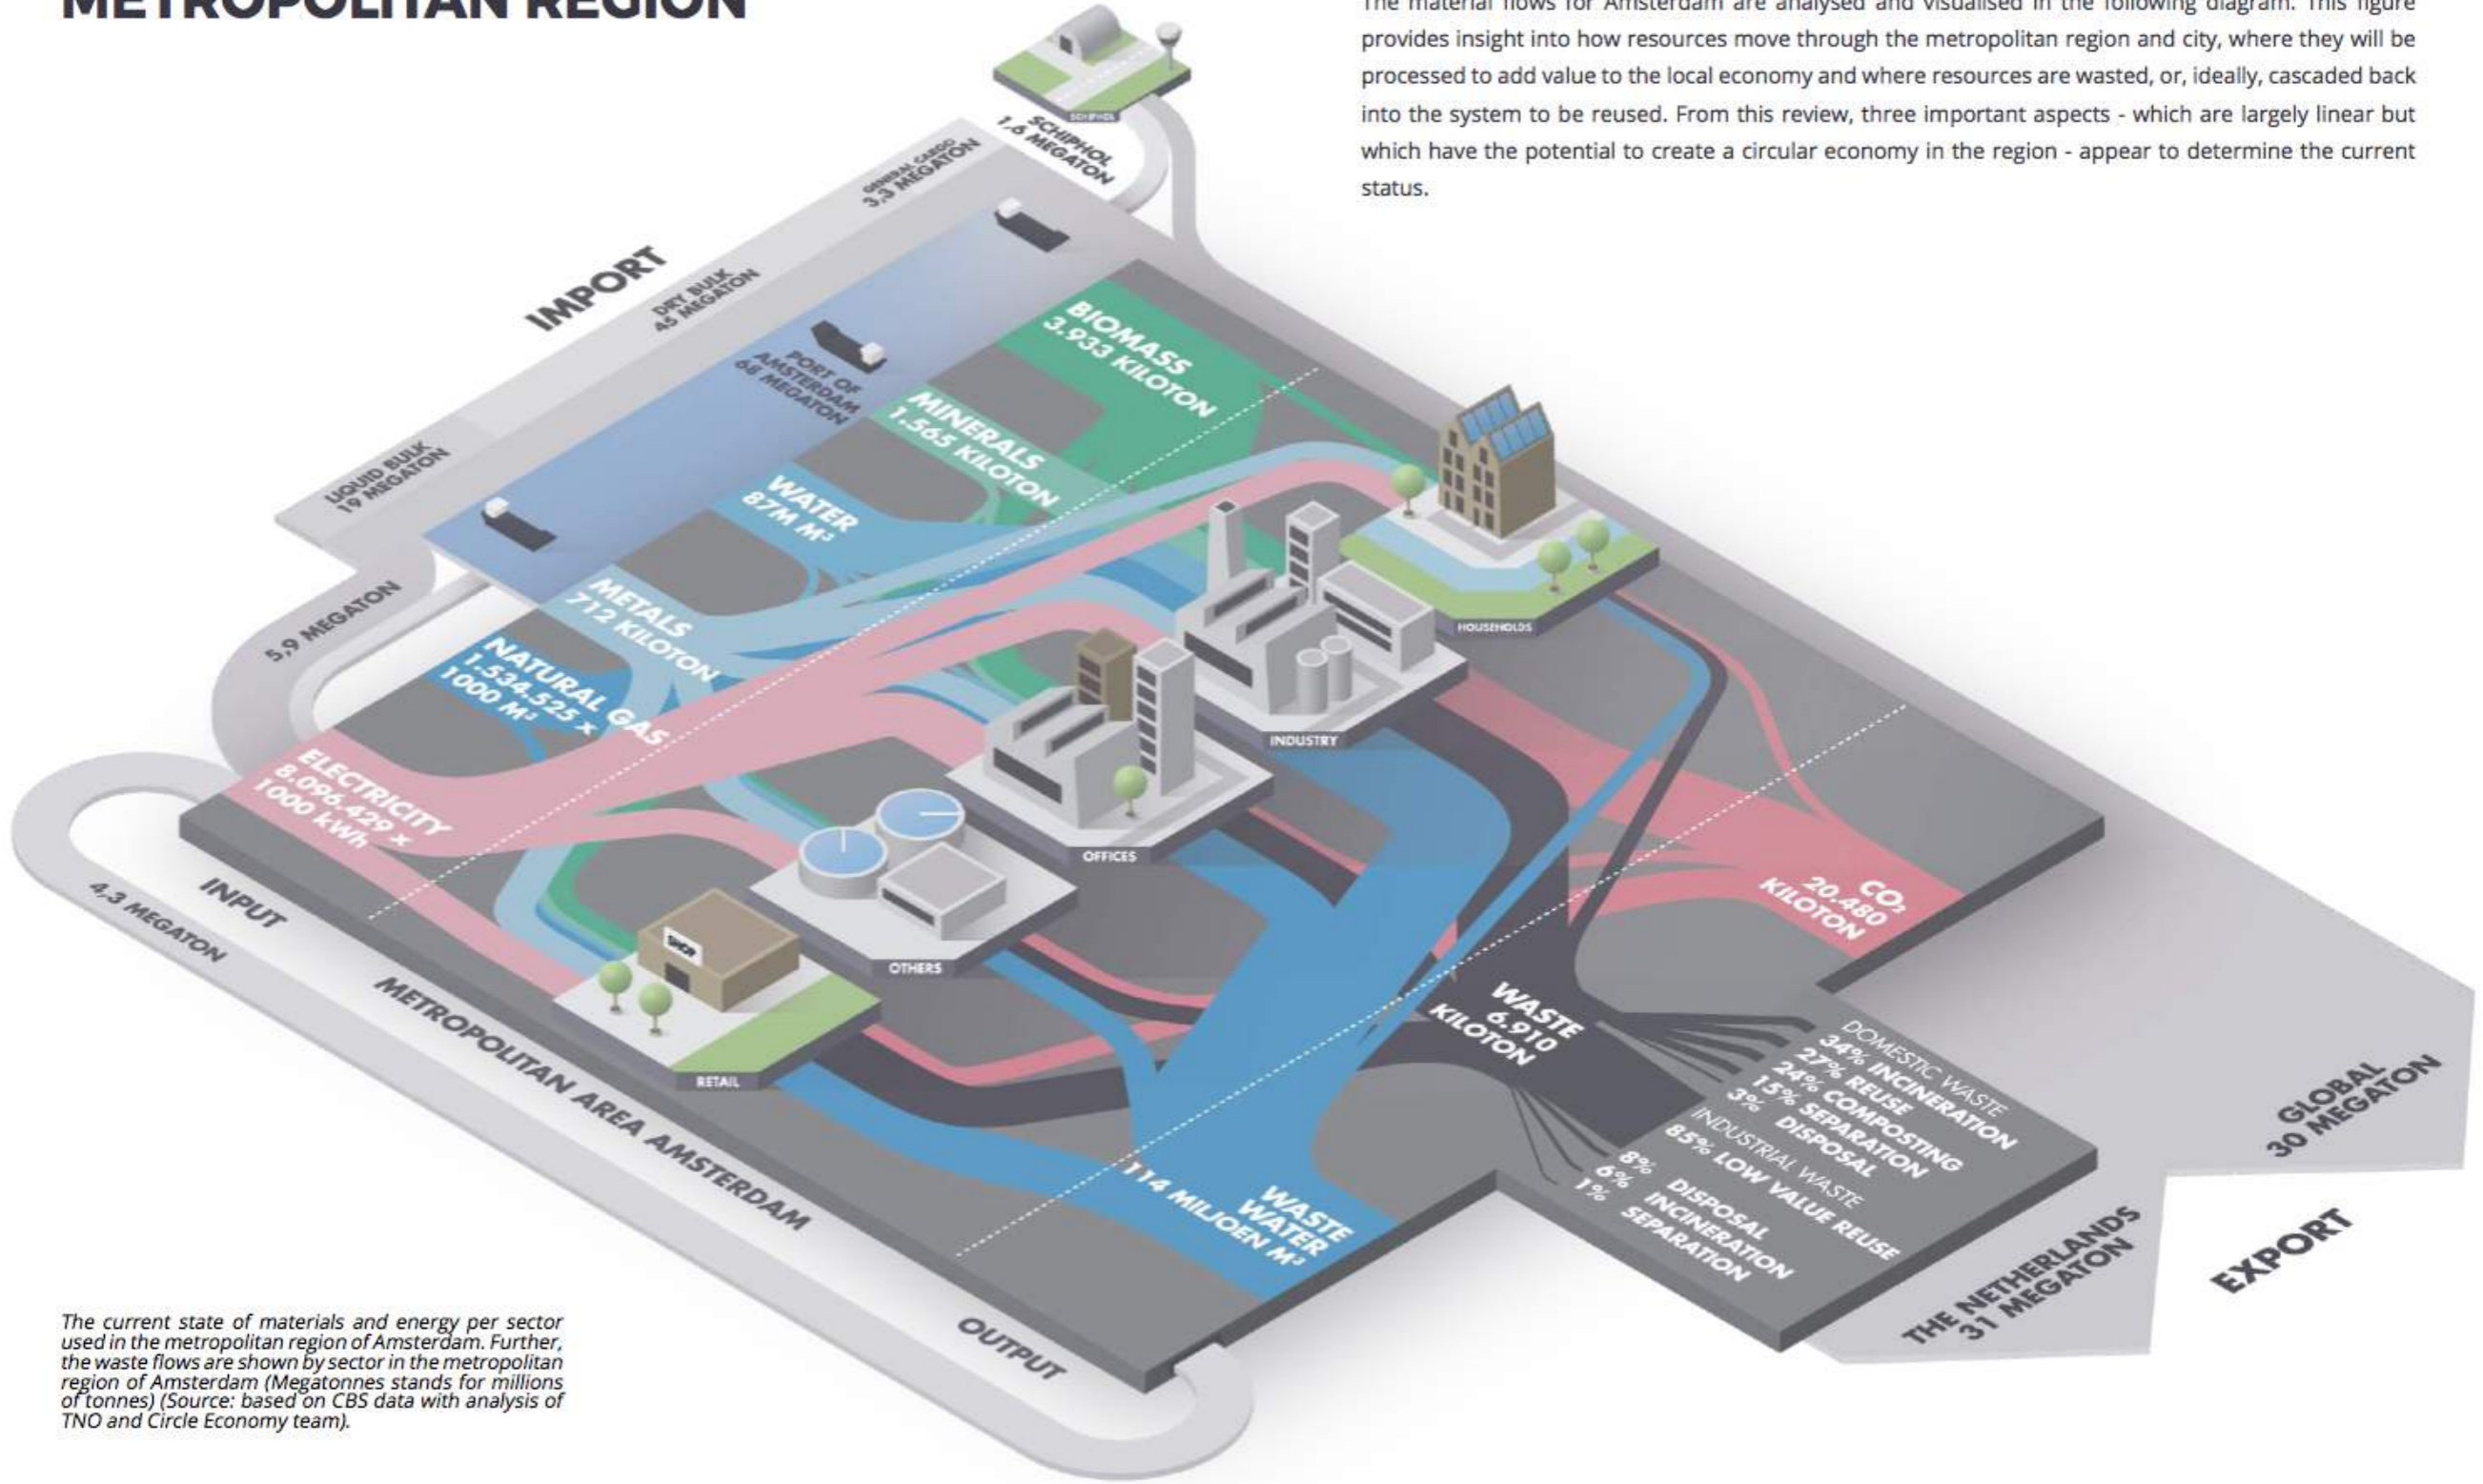 METROPOLITAN REGION
The material flows for Amsterdam are analysed and visualised in the following diagram. This figure
provides insight into how resources move through the metropolitan region and city, where they will be
processed to add value to the local economy and where resources are wasted, or, ideally, cascaded back
into the system to be reused. From this review, three important aspects - which are largely linear but
which have the potential to create a circular economy in the region - appear to determine the current
status.
SCHIPHOL
SCHIPHOL
1,6 MEGATON
GENERAL CARGO
3,3 MEGATON
IMPORT
DRY BULK
45 MEGATON
LIQUID BULK
19 MEGATON
PORT OF
AMSTERDAM
68 MEGATON
BIOMASS
3.933 KILOTON
MINERALS
1.565 KILOTON
WATER
87M M³
METALS
712 KILOTON
NATURAL GAS
1.534.525 x
1000 M³
ELECTRICITY
8.096.429 x
1000 kWh
5,9 MEGATON
4,3 MEGATON
INPUT
METROPOLITAN AREA AMSTERDAM
OUTPUT
HOUSEHOLDS
INDUSTRY
OFFICES
OTHERS
SHOP
RETAIL
CO₂
20.480
KILOTON
WASTE
6.910
KILOTON
WASTE
WATER
114 MILJOEN M³
DOMESTIC WASTE
34% INCINERATION
27% REUSE
24% COMPOSTING
15% SEPARATION
3% DISPOSAL
INDUSTRIAL WASTE
85% LOW VALUE REUSE
8% DISPOSAL
6% INCINERATION
1% SEPARATION
GLOBAL
30 MEGATON
THE NETHERLANDS
31 MEGATON
EXPORT
The current state of materials and energy per sector
used in the metropolitan region of Amsterdam. Further,
the waste flows are shown by sector in the metropolitan
region of Amsterdam (Megatonnes stands for millions
of tonnes) (Source: based on CBS data with analysis of
TNO and Circle Economy team).